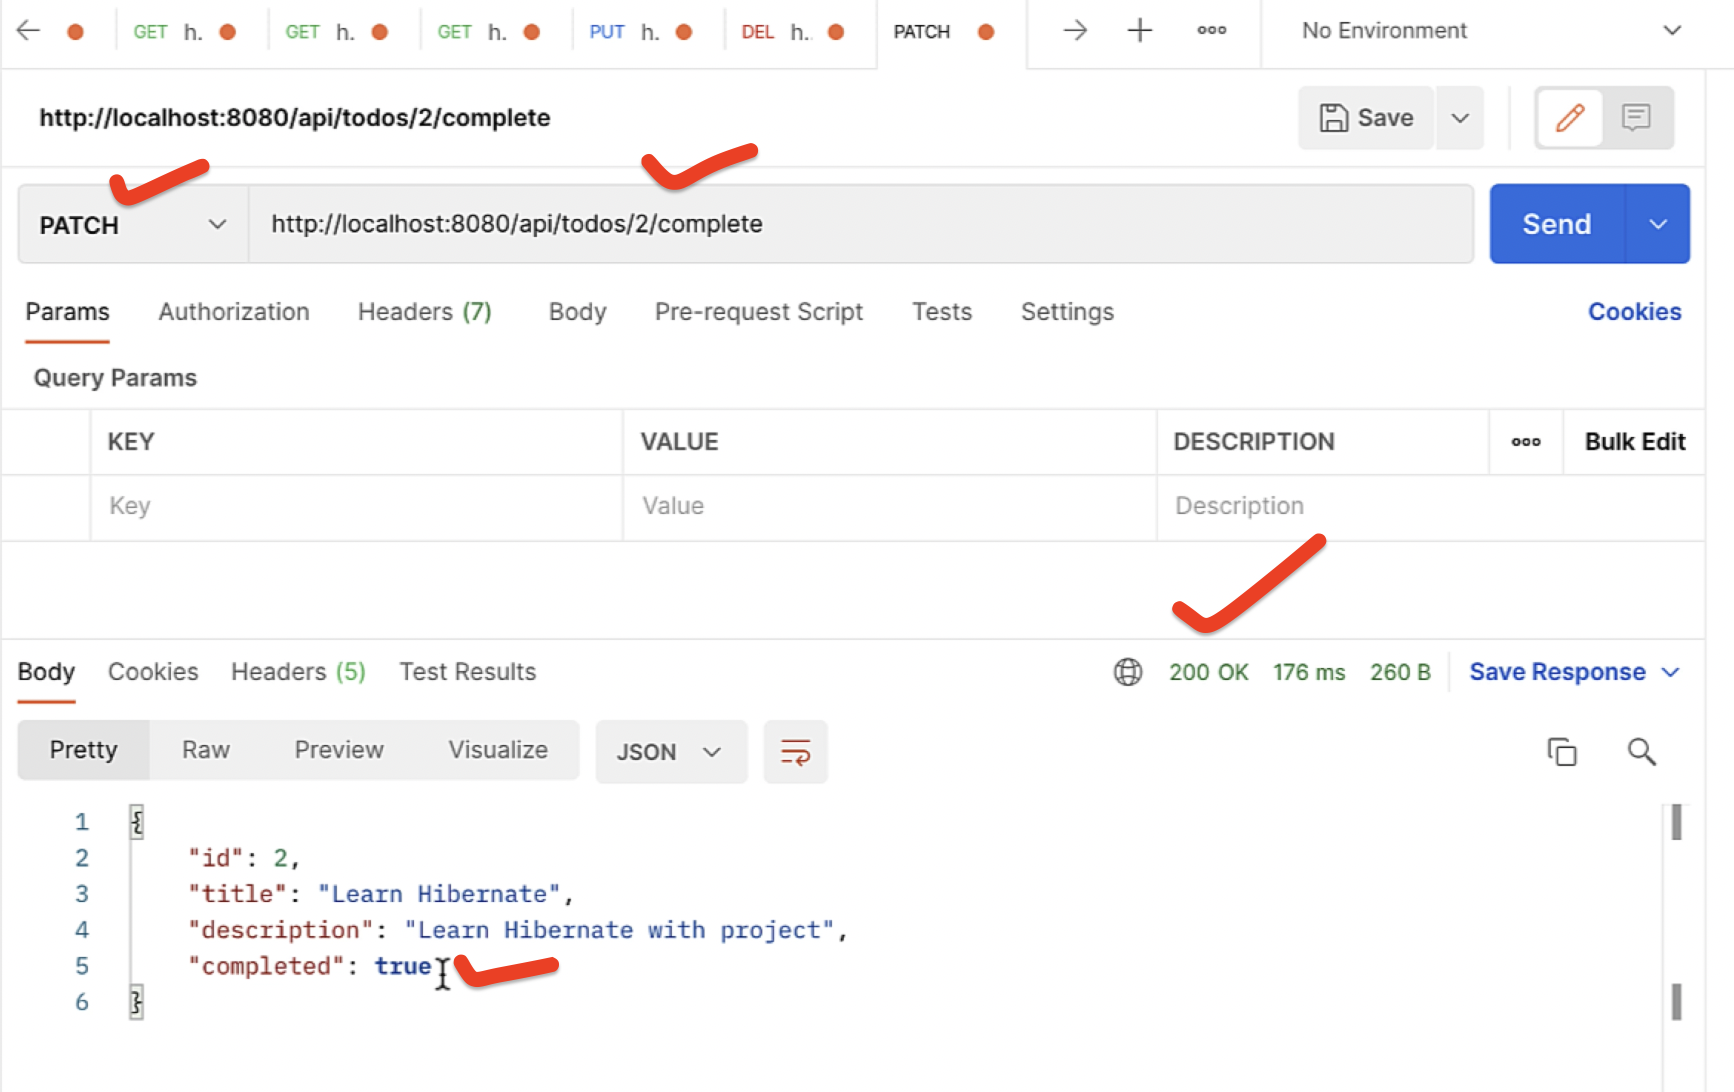 GET h. GET h. GET h. PUT h. DEL h.. PATCH No Environment
http://localhost:8080/api/todos/2/complete Save
PATCH http://localhost:8080/api/todos/2/complete Send
Params Authorization Headers (7) Body Pre-request Script Tests Settings Cookies
Query Params
KEY VALUE DESCRIPTION Bulk Edit
Key Value Description
Body Cookies Headers (5) Test Results 200 OK 176 ms 260 B Save Response
Pretty Raw Preview Visualize JSON
1 {
2 "id": 2,
3 "title": "Learn Hibernate",
4 "description": "Learn Hibernate with project",
5 "completed": true
6 }